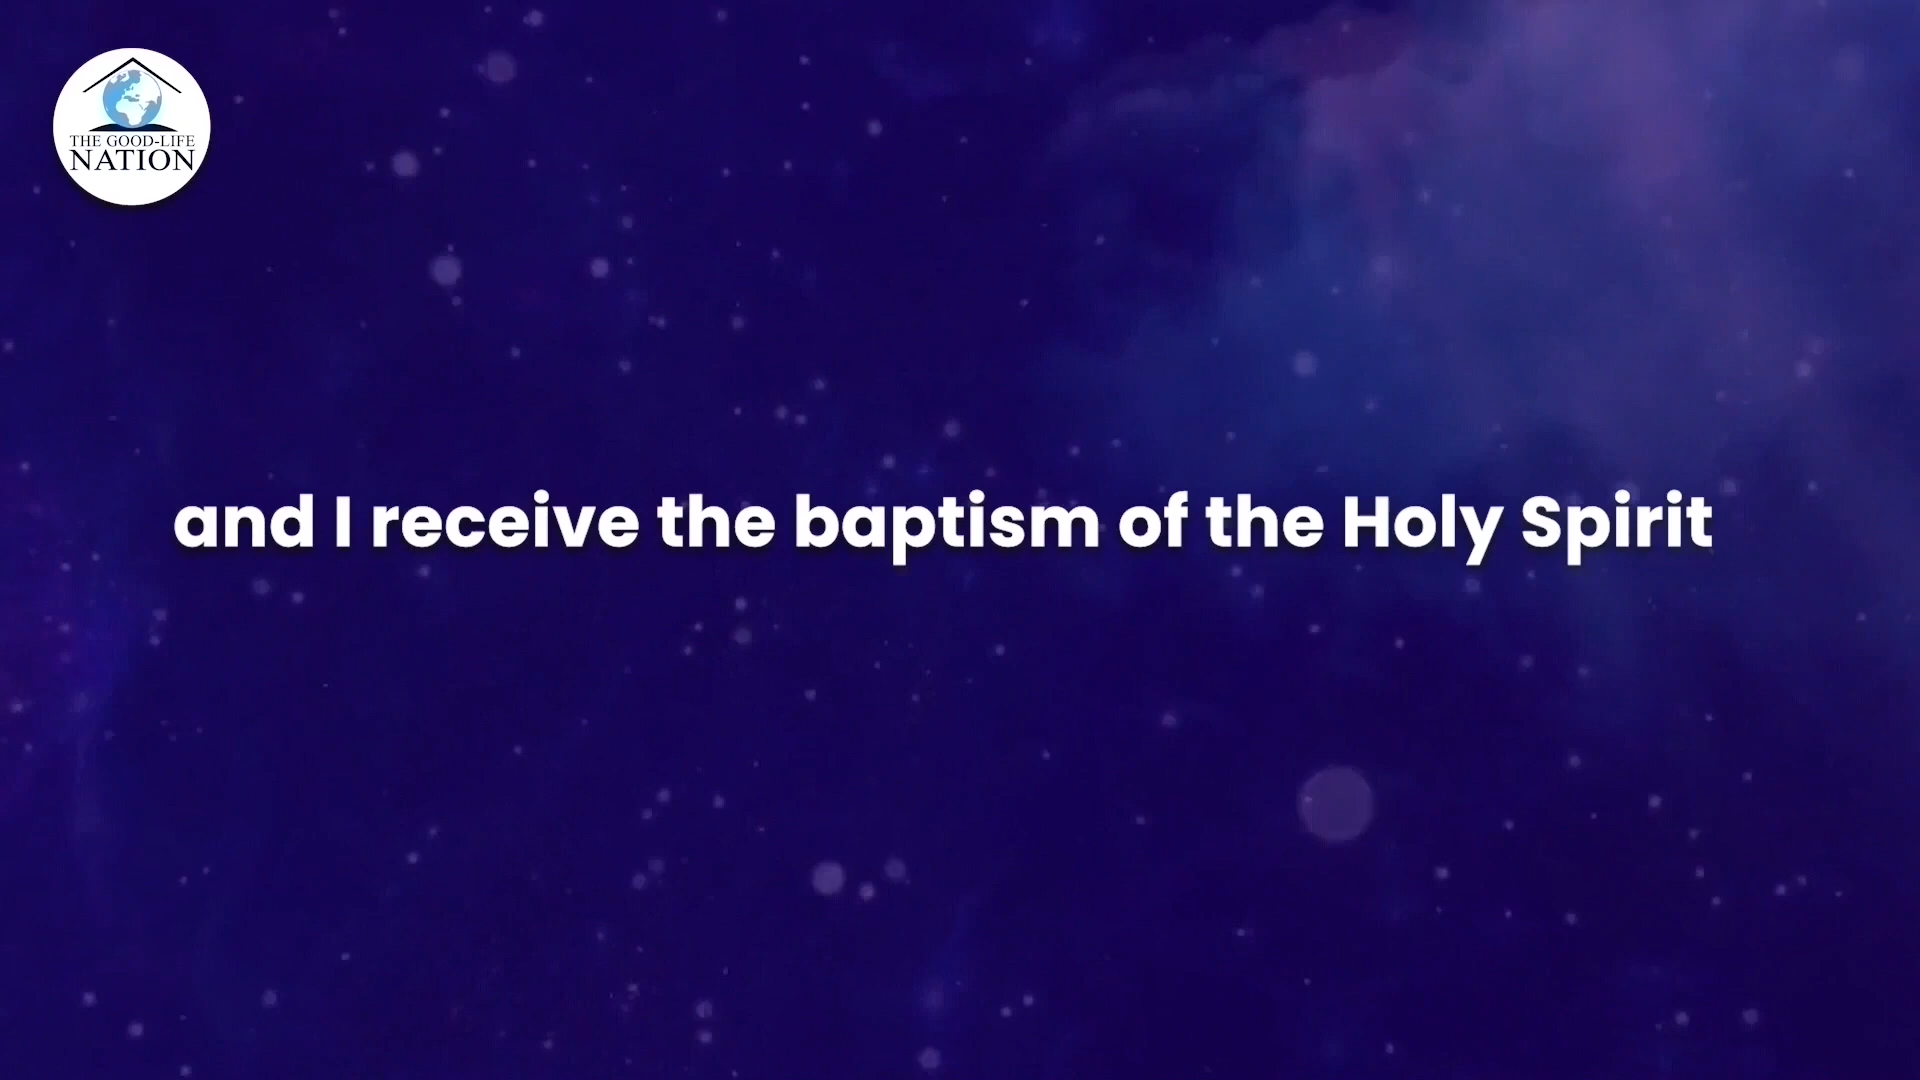 THE GOOD-LIFE
NATION
and I receive the baptism of the Holy Spirit